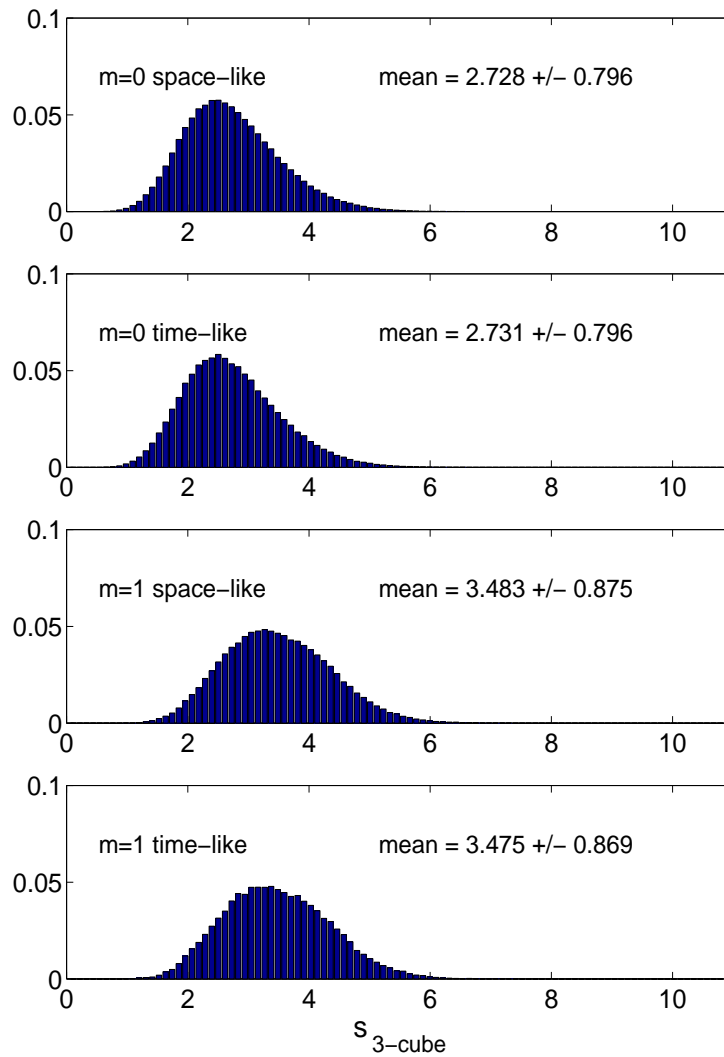 0.1
m=0 space−like mean = 2.728 +/− 0.796
0.05
0
0 2 4 6 8 10
0.1
m=0 time−like mean = 2.731 +/− 0.796
0.05
0
0 2 4 6 8 10
0.1
m=1 space−like mean = 3.483 +/− 0.875
0.05
0
0 2 4 6 8 10
0.1
m=1 time−like mean = 3.475 +/− 0.869
0.05
0
0 2 4 6 8 10
s 3−cube